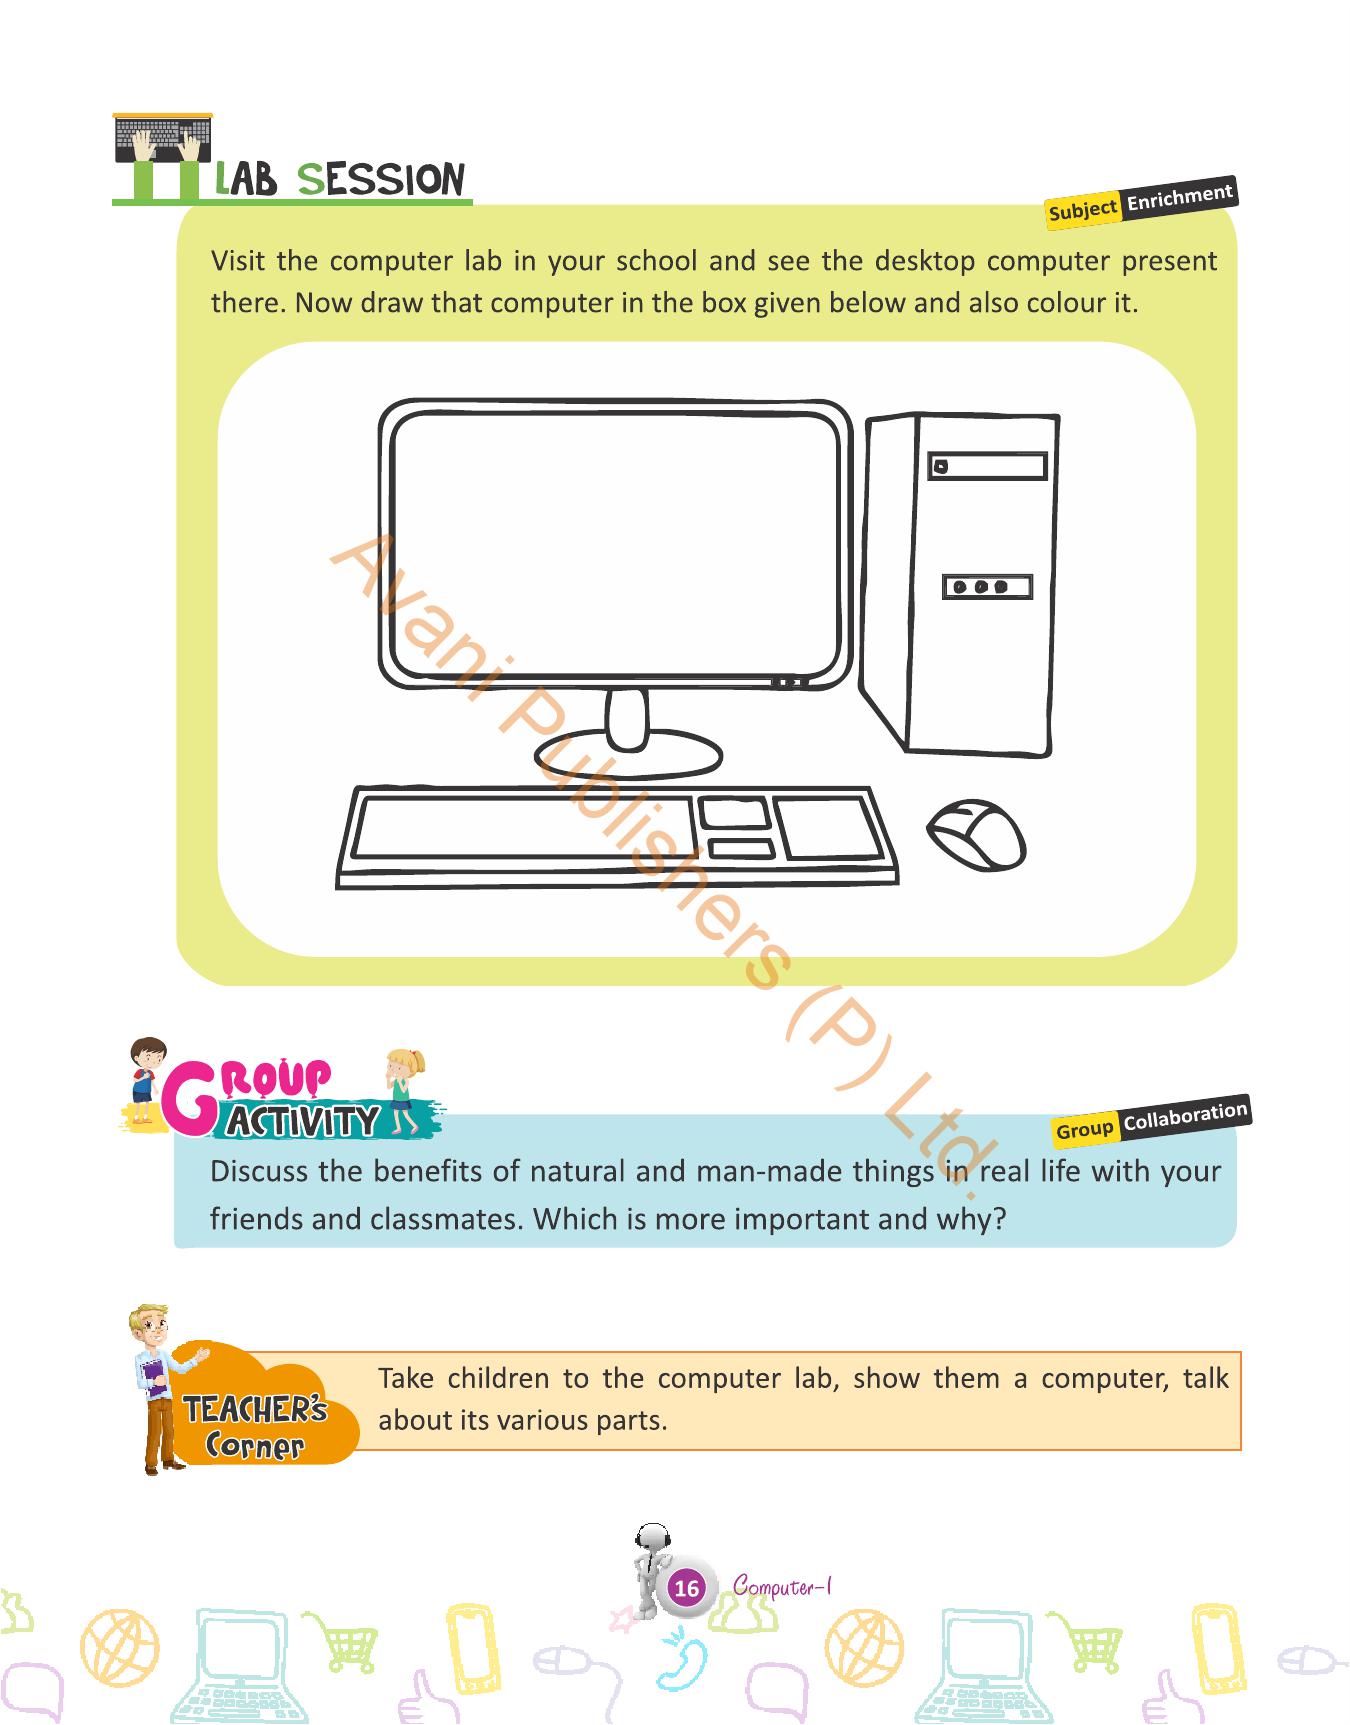 LAB SESSION
Subject Enrichment
Visit the computer lab in your school and see the desktop computer present
there. Now draw that computer in the box given below and also colour it.
Avani Publishers (P) Ltd.
GROUP
ACTIVITY
Group Collaboration
Discuss the benefits of natural and man-made things in real life with your
friends and classmates. Which is more important and why?
TEACHER'S
Corner
Take children to the computer lab, show them a computer, talk
about its various parts.
16 Computer-1